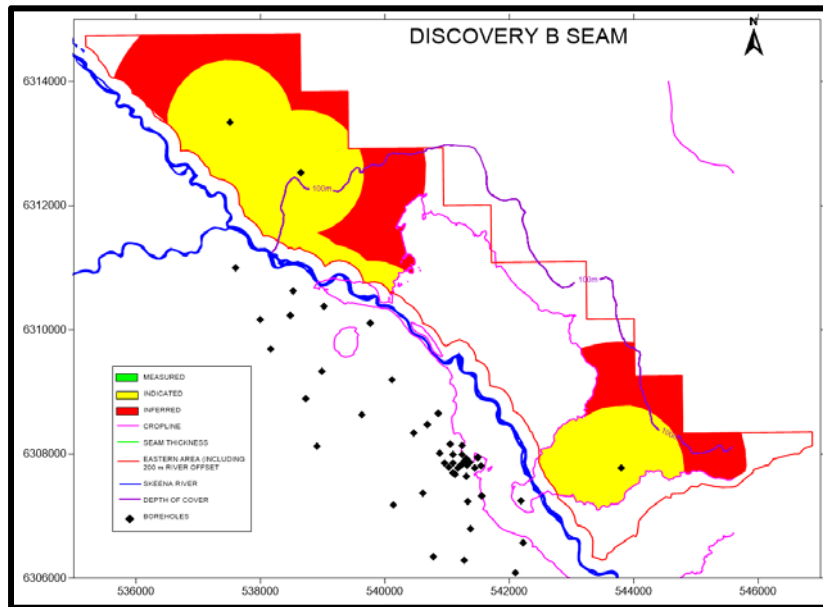 DISCOVERY B SEAM
N
6314000
6312000
6310000
6308000
6306000
100m
100m
100m
MEASURED
INDICATED
INFERRED
CROPLINE
SEAM THICKNESS
EASTERN AREA (INCLUDING
200 m RIVER OFFSET
SKEENA RIVER
DEPTH OF COVER
BOREHOLES
536000 538000 540000 542000 544000 546000